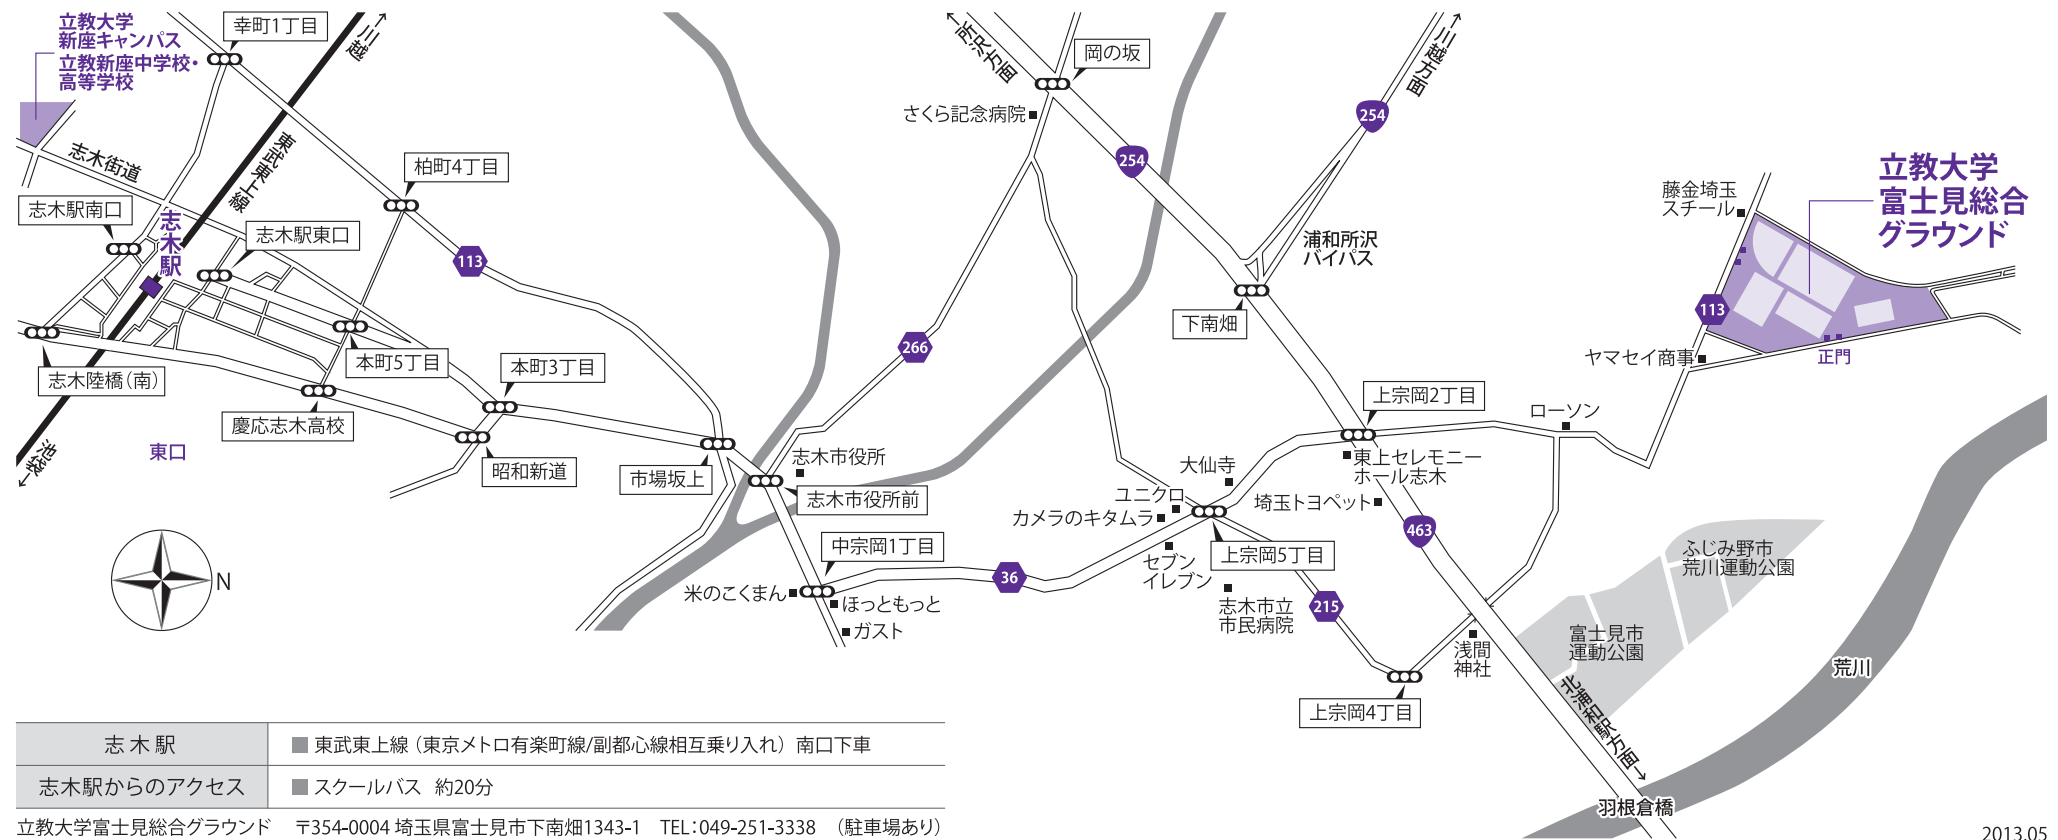 立教大学
新座キャンパス
立教新座中学校・
高等学校
幸町1丁目
川越
東武東上線
志木街道
志木駅南口
志木駅
志木駅東口
柏町4丁目
113
志木陸橋(南)
本町5丁目
慶応志木高校
本町3丁目
昭和新道
池袋
東口
N
市場坂上
志木市役所
志木市役所前
266
所沢方面
岡の坂
さくら記念病院
254
254
川越方面
浦和所沢
バイパス
下南畑
藤金埼玉
スチール
立教大学
富士見総合
グラウンド
113
ヤマセイ商事
正門
上宗岡2丁目
ローソン
東上セレモニー
ホール志木
大仙寺
ユニクロ
カメラのキタムラ
埼玉トヨペット
463
中宗岡1丁目
36
セブン
イレブン
上宗岡5丁目
米のこくまん
ほっともっと
ガスト
志木市立
市民病院
215
浅間
神社
上宗岡4丁目
ふじみ野市
荒川運動公園
富士見市
運動公園
荒川
北浦和駅方面
羽根倉橋
志木駅
東武東上線(東京メトロ有楽町線/副都心線相互乗り入れ) 南口下車
志木駅からのアクセス
スクールバス 約20分
立教大学富士見総合グラウンド 〒354-0004 埼玉県富士見市下南畑1343-1 TEL:049-251-3338 (駐車場あり)
2013.05